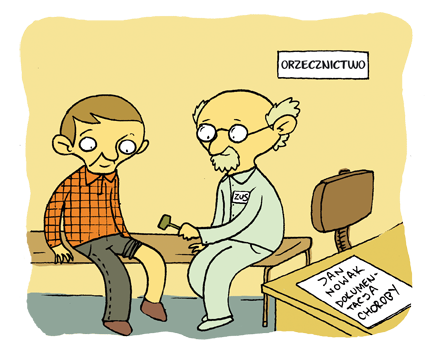 ORZECZNICTWO
ZUS
JAN
NOWAK
DOKUMEN-
TACJA
CHOROBY